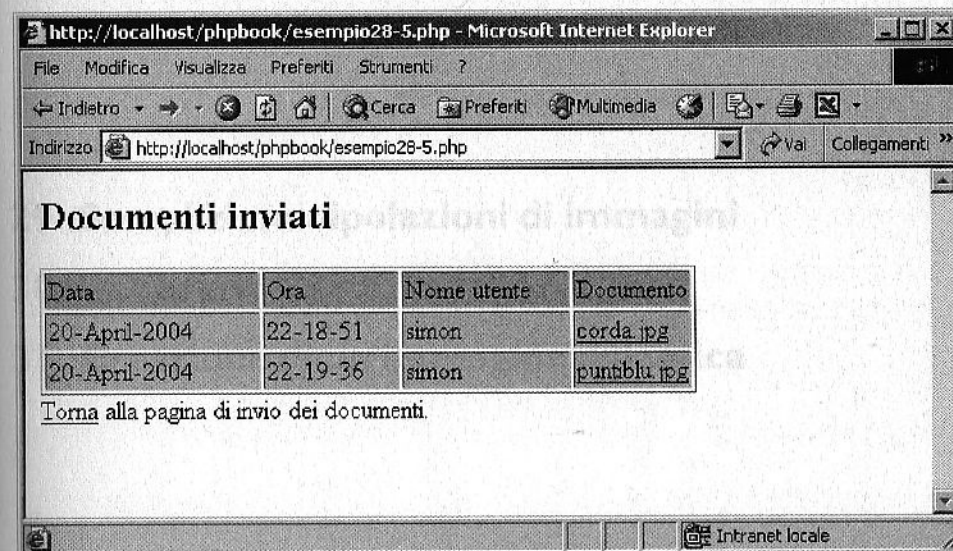 http://localhost/phpbook/esempio28-5.php - Microsoft Internet Explorer
File Modifica Visualizza Preferiti Strumenti ?
Indietro Cerca Preferiti Multimedia
Indirizzo http://localhost/phpbook/esempio28-5.php Vai Collegamenti »
Documenti inviati
Data Ora Nome utente Documento
20-April-2004 22-18-51 simon corda.jpg
20-April-2004 22-19-36 simon puntiblu.jpg
Torna alla pagina di invio dei documenti.
Intranet locale